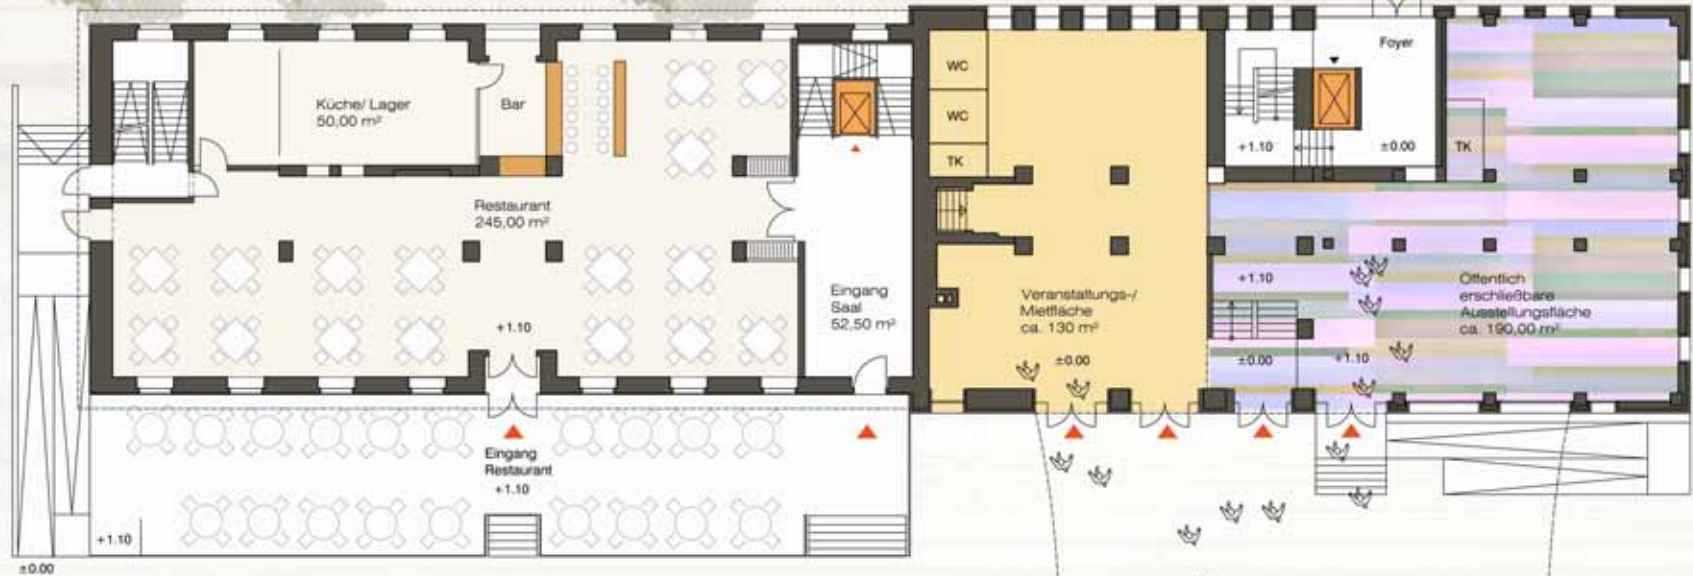 Küche/ Lager
50,00 m²
Bar
Restaurant
245,00 m²
+1.10
Eingang
Saal
52,50 m²
Eingang
Restaurant
+1.10
+1.10
±0.00
WC
WC
TK
Veranstaltungs-/
Mietfläche
ca. 130 m²
±0.00
Foyer
+1.10
±0.00
TK
+1.10
Öffentlich
erschließbare
Ausstellungsfläche
ca. 190,00 m²
±0.00
+1.10